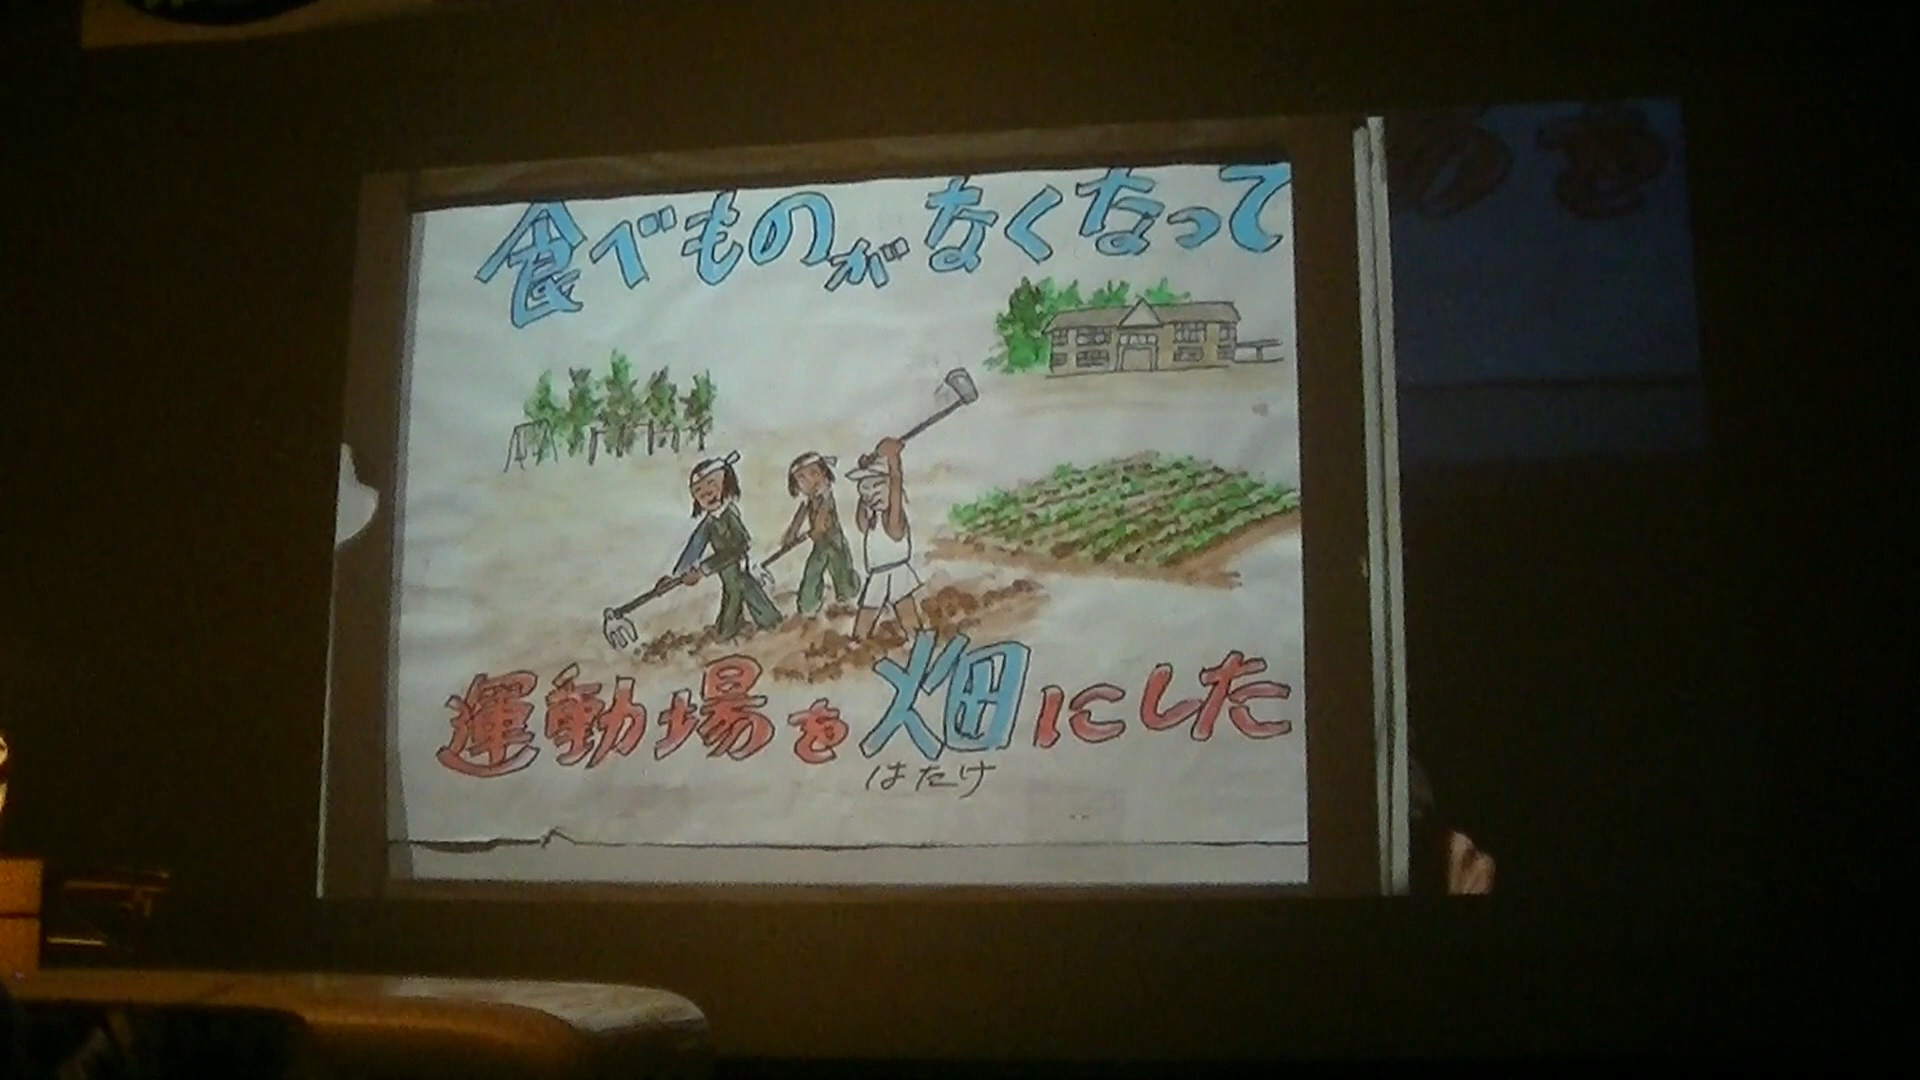 食べものがなくなって
運動場を畑にした
はたけ